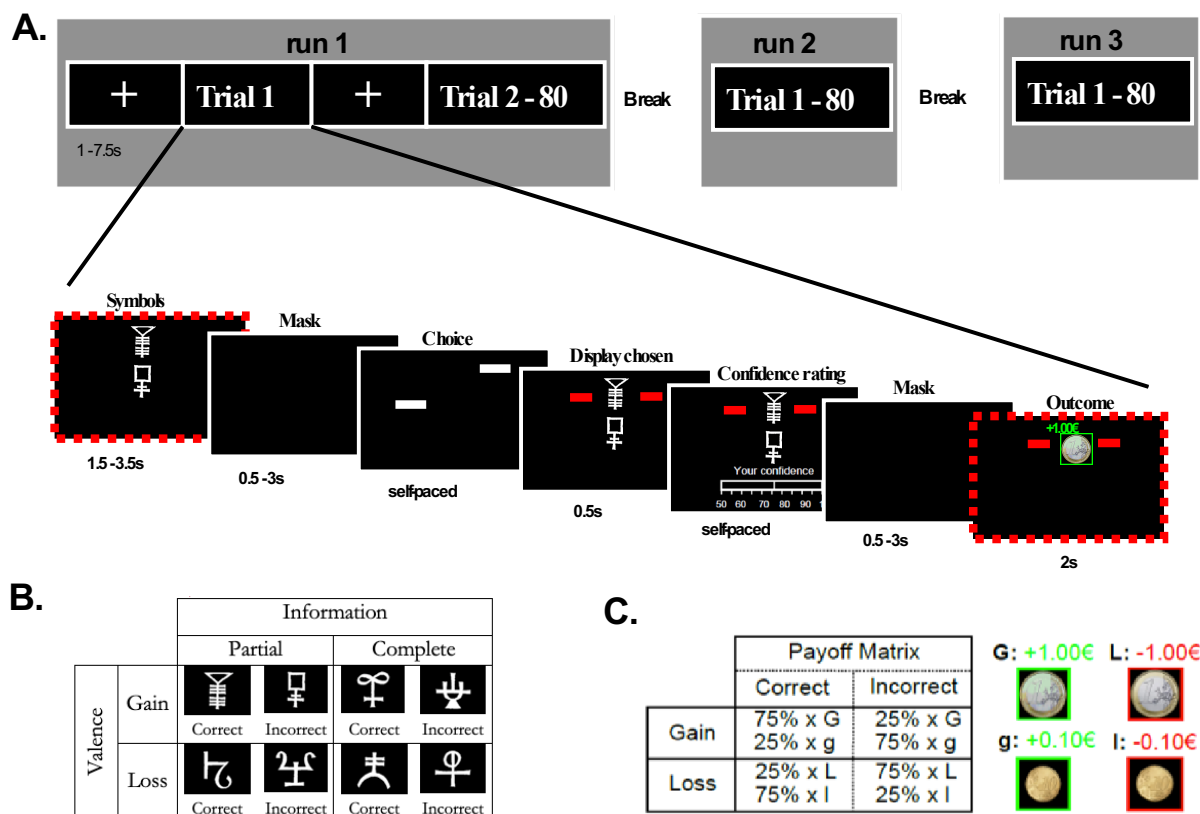 A.
run 1
run 2
run 3
Trial 1
Trial 2 - 80
Break
Trial 1 - 80
Break
Trial 1 - 80
1 -7.5s
Symbols
Mask
Choice
Display chosen
Confidence rating
Mask
Outcome
+1.00€
Your confidence
50 60 70 80 90
1.5 -3.5s
0.5 -3s
self-paced
0.5s
self-paced
0.5 -3s
2s
B.
Information
Partial Complete
Valence
Gain
Correct Incorrect Correct Incorrect
Loss
Correct Incorrect Correct Incorrect
C.
Payoff Matrix
Correct Incorrect
Gain
75% x G 25% x G
25% x g 75% x g
Loss
25% x L 75% x L
75% x l 25% x l
G: +1.00€ L: -1.00€
g: +0.10€ l: -0.10€